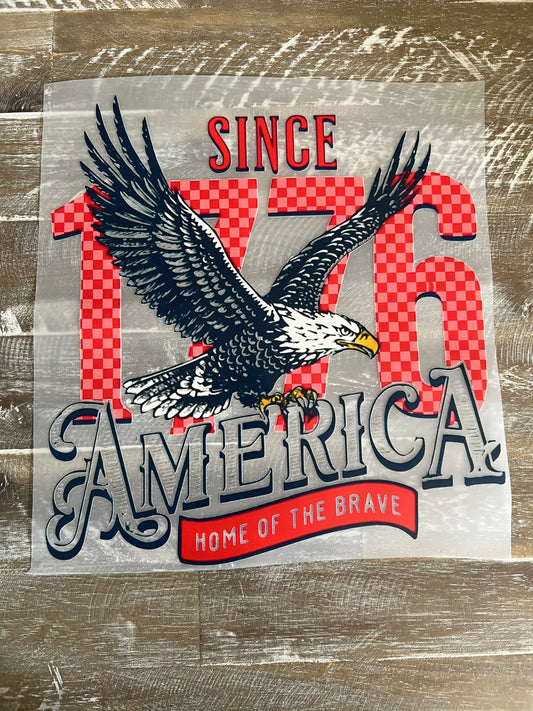 SINCE
1776
AMERICA
HOME OF THE BRAVE